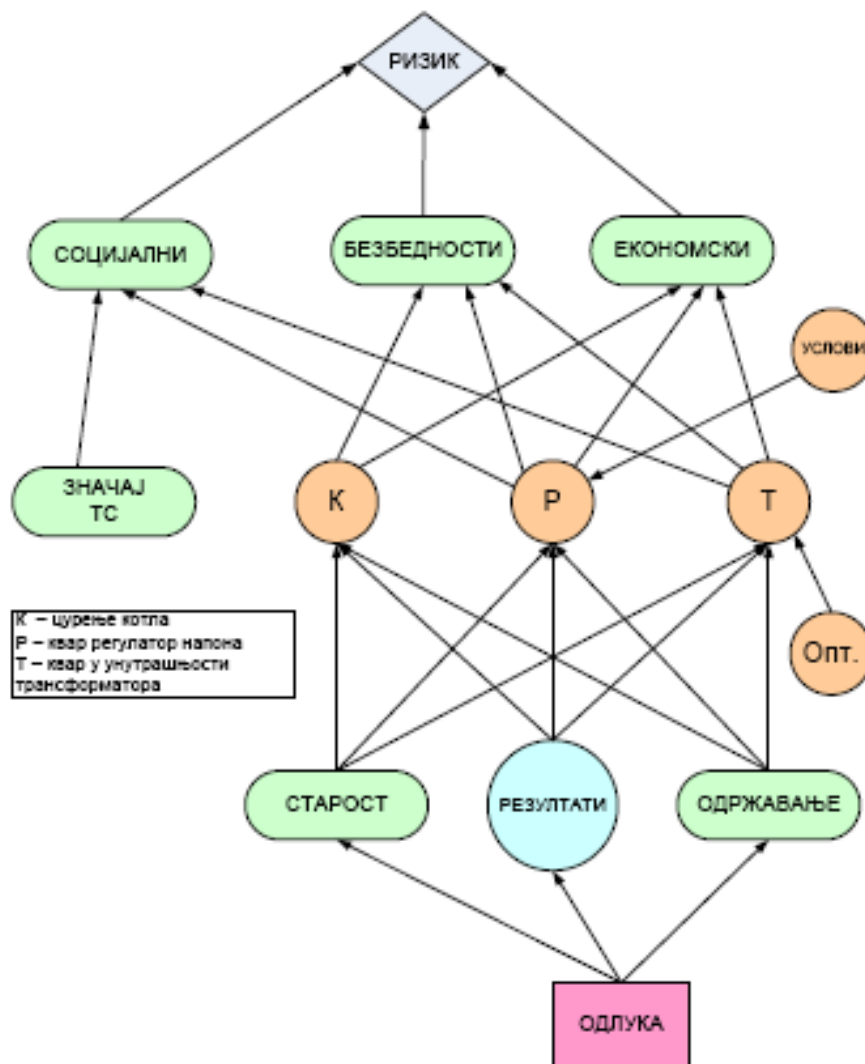 РИЗИК
СОЦИЈАЛНИ
БЕЗБЕДНОСТИ
ЕКОНОМСКИ
УСЛОВИ
ЗНАЧАЈ
ТС
К
Р
Т
К – цурење котла
Р – квар регулатор напона
Т – квар у унутрашњости
трансформатора
Опт.
СТАРОСТ
РЕЗУЛТАТИ
ОДРЖАВАЊЕ
ОДЛУКА